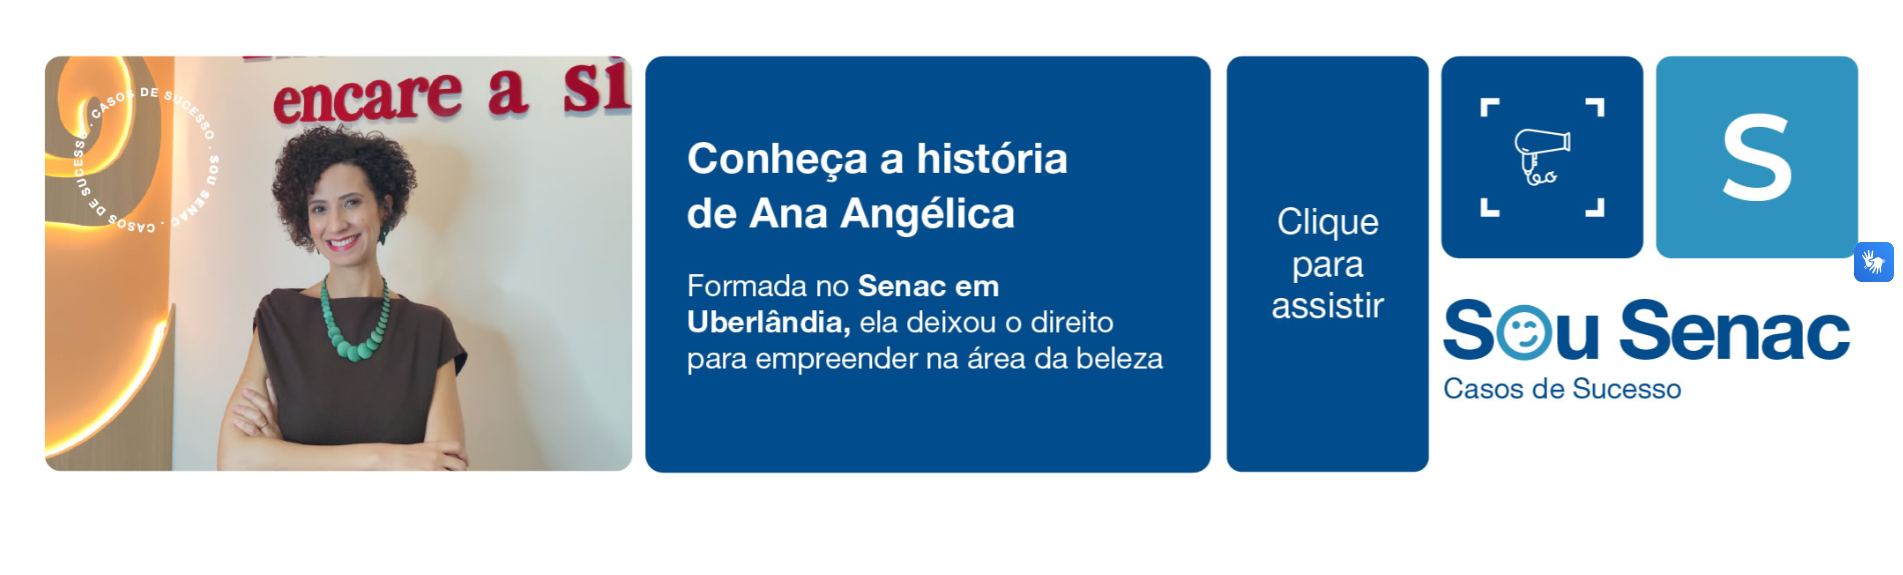 encare a si
CASOS DE SUCESSO . SOU SENAC . CASOS DE SUCESSO .
Conheça a história
de Ana Angélica
Formada no Senac em
Uberlândia, ela deixou o direito
para empreender na área da beleza
Clique
para
assistir
S
Sou Senac
Casos de Sucesso